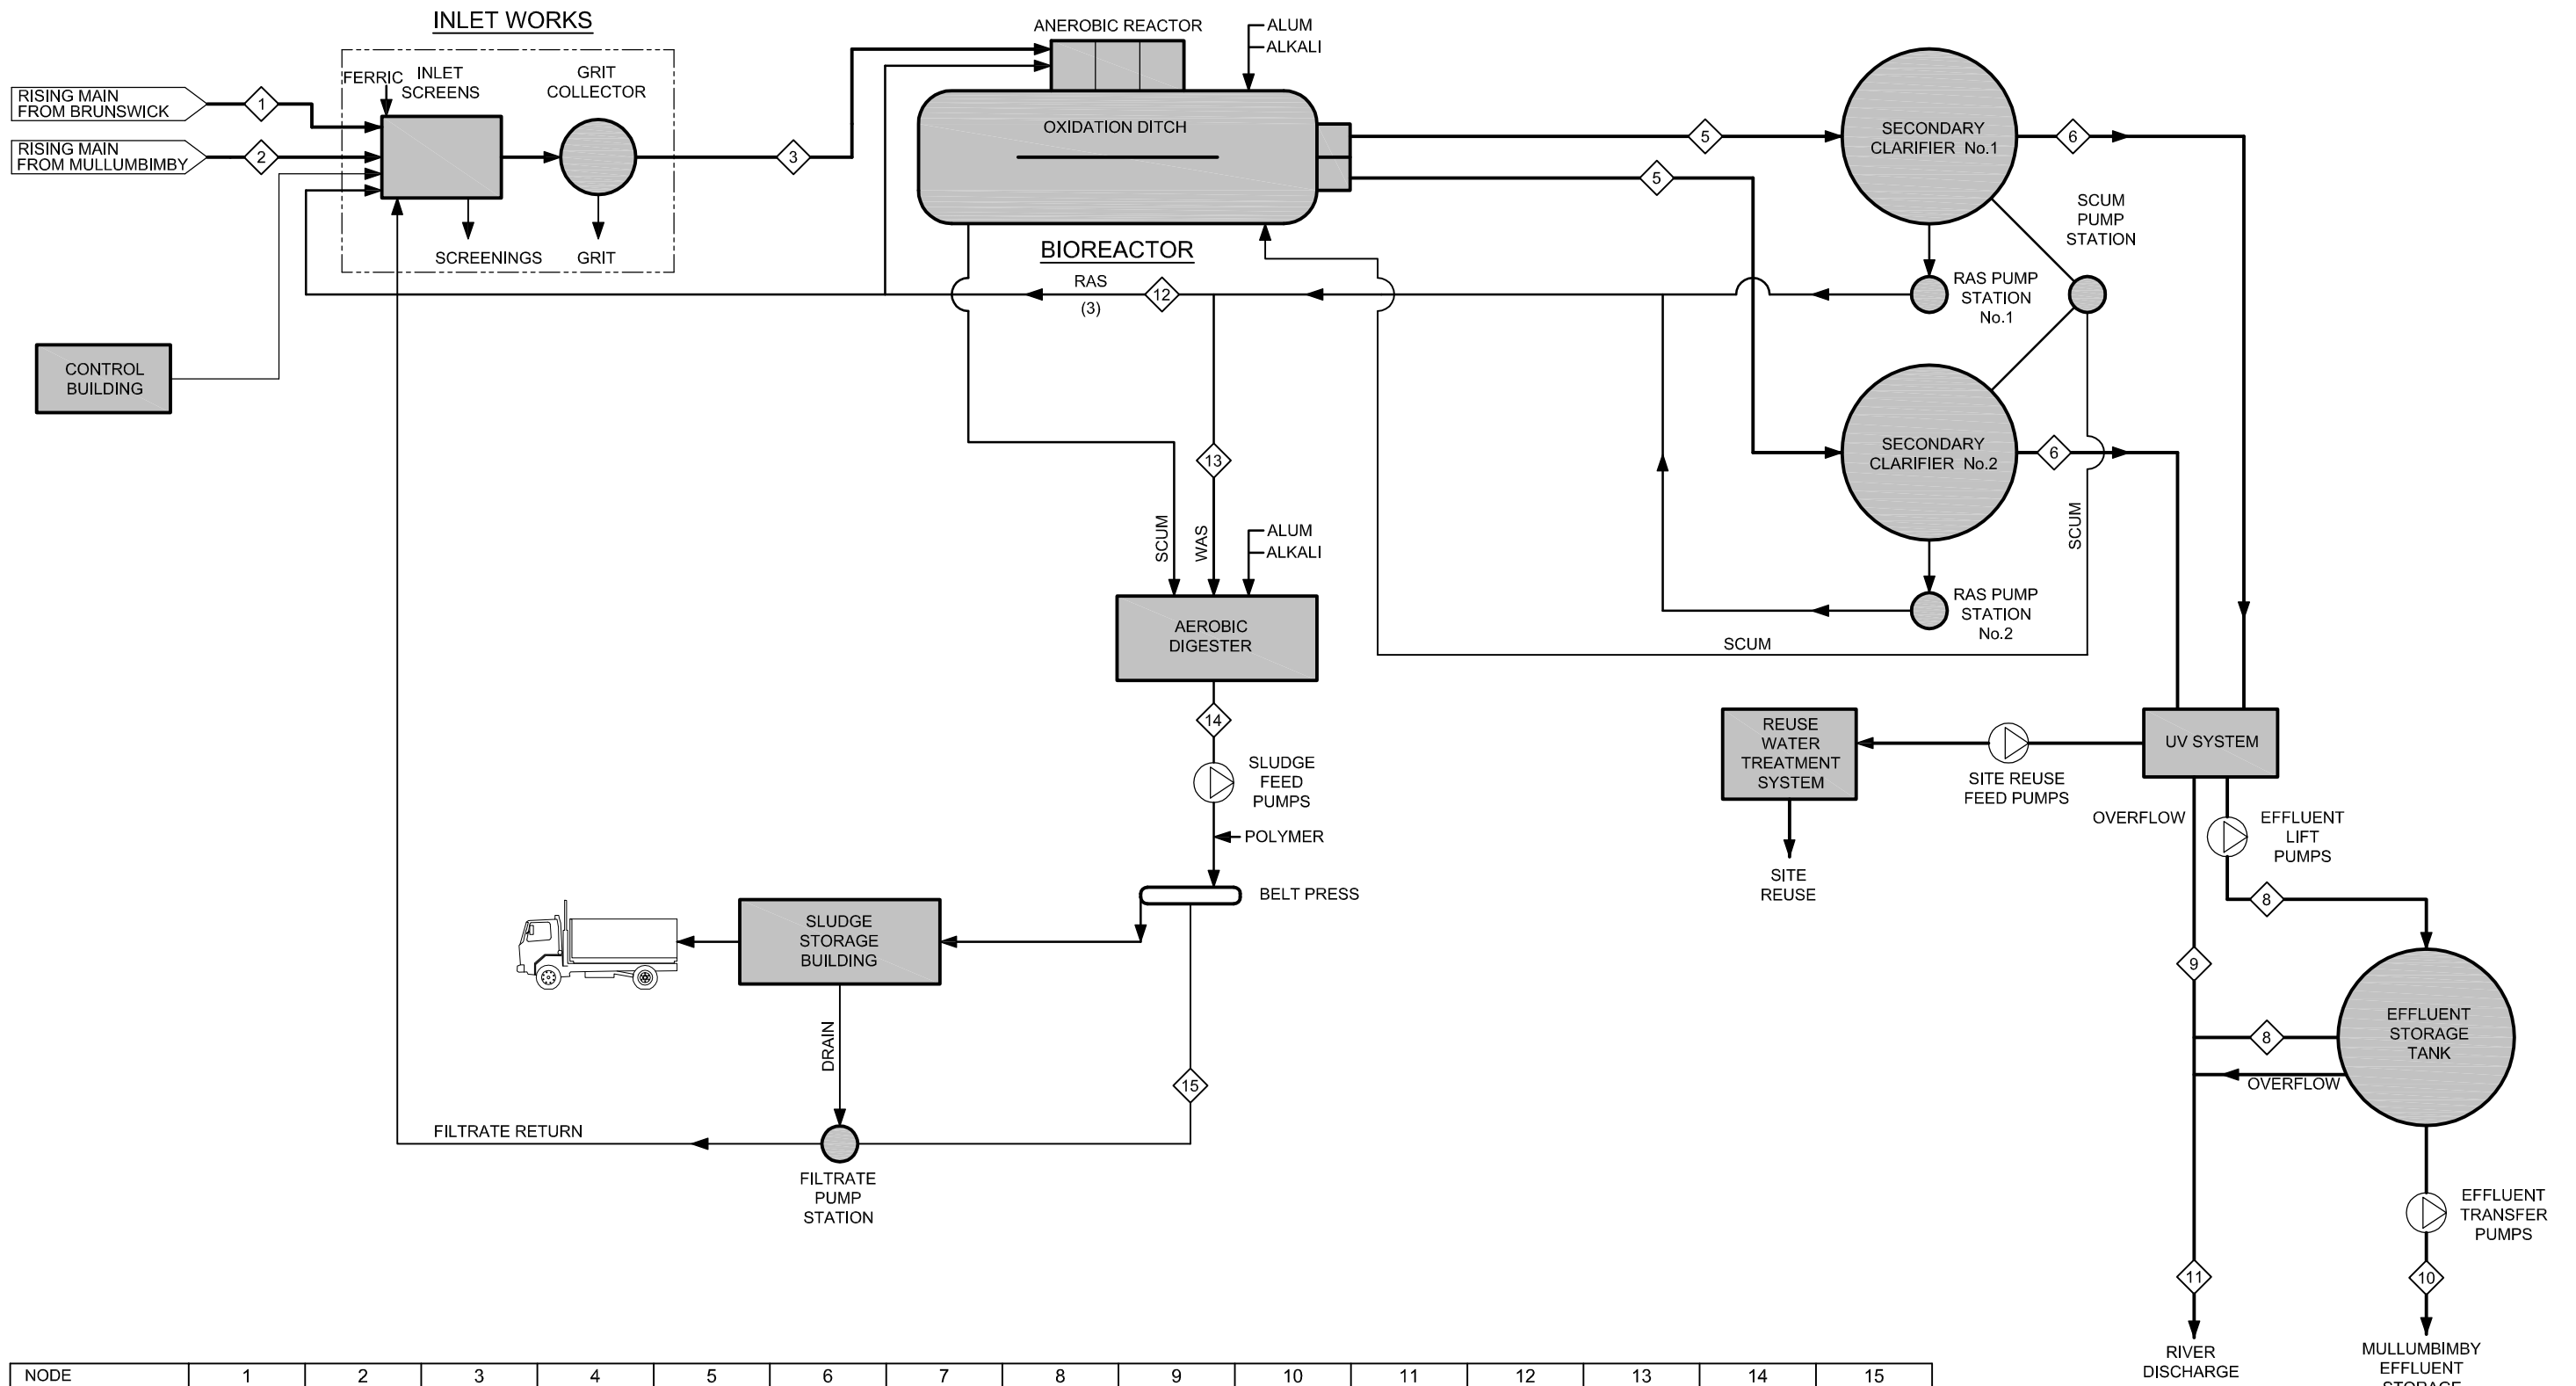 INLET WORKS
FERRIC
INLET
SCREENS
GRIT
COLLECTOR
RISING MAIN
FROM BRUNSWICK
1
RISING MAIN
FROM MULLUMBIMBY
2
3
SCREENINGS
GRIT
CONTROL
BUILDING
ANEROBIC REACTOR
ALUM
ALKALI
OXIDATION DITCH
BIOREACTOR
RAS
(3)
12
5
5
SECONDARY
CLARIFIER No.1
6
SCUM
PUMP
STATION
RAS PUMP
STATION
No.1
SECONDARY
CLARIFIER No.2
6
RAS PUMP
STATION
No.2
SCUM
SCUM
13
SCUM
WAS
ALUM
ALKALI
AEROBIC
DIGESTER
14
SLUDGE
FEED
PUMPS
POLYMER
BELT PRESS
SLUDGE
STORAGE
BUILDING
DRAIN
15
FILTRATE RETURN
FILTRATE
PUMP
STATION
REUSE
WATER
TREATMENT
SYSTEM
SITE REUSE
FEED PUMPS
SITE
REUSE
UV SYSTEM
OVERFLOW
EFFLUENT
LIFT
PUMPS
8
9
EFFLUENT
STORAGE
TANK
8
OVERFLOW
EFFLUENT
TRANSFER
PUMPS
11
10
RIVER
DISCHARGE
MULLUMBIMBY
EFFLUENT
STORAGE
NODE 1 2 3 4 5 6 7 8 9 10 11 12 13 14 15